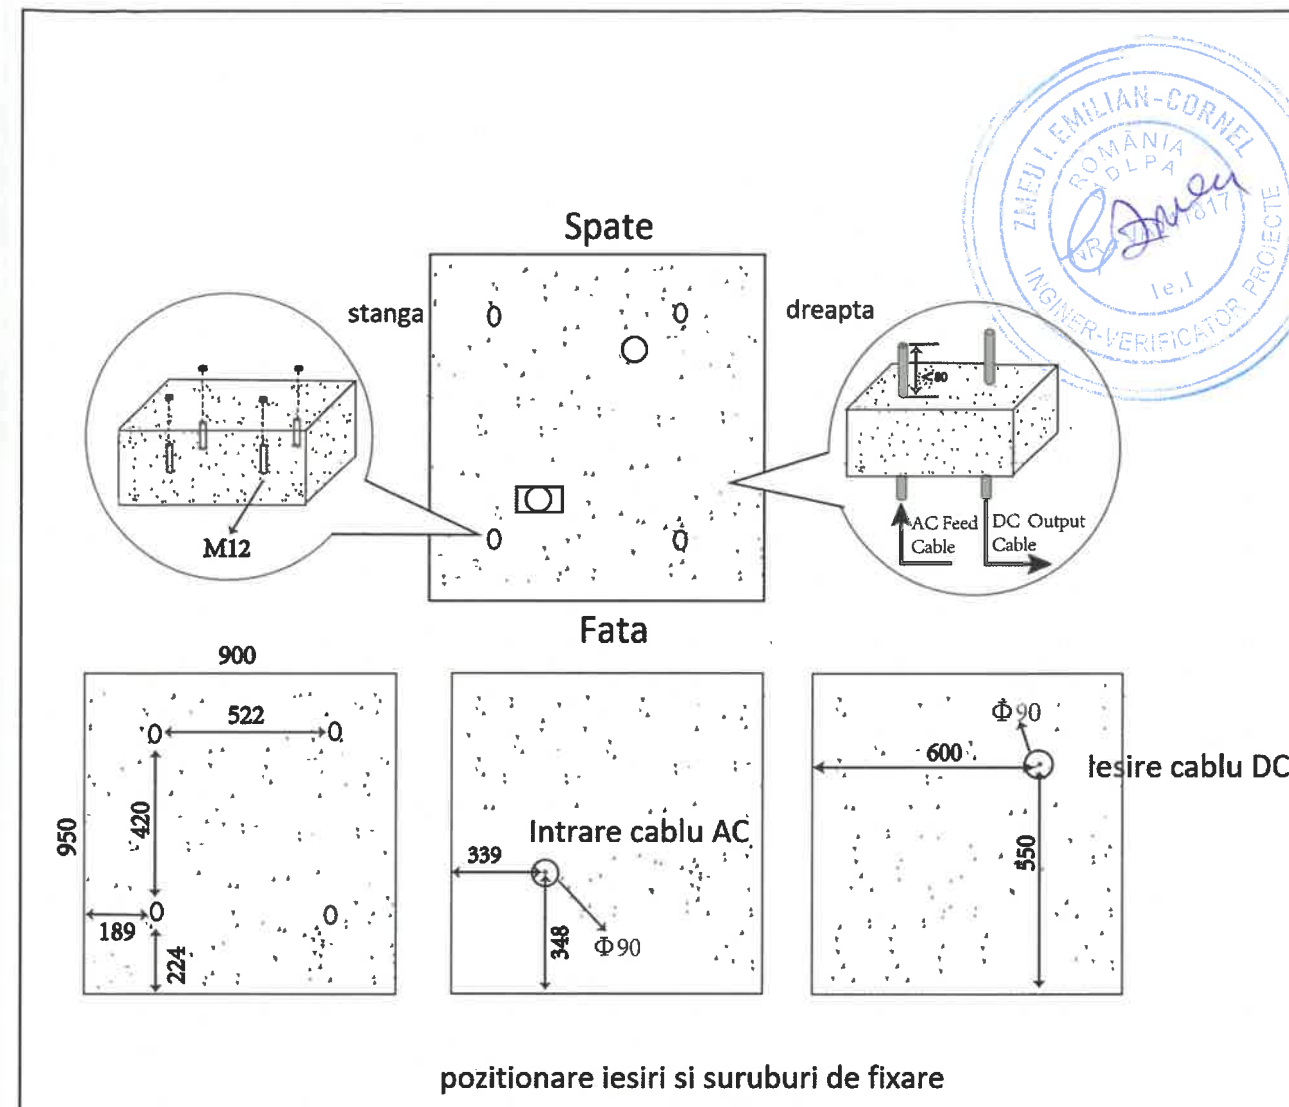 ZMEU I. EMILIAN-CORNEL
ROMÂNIA
DLPA
Ie.1
INGINER-VERIFICATOR PROIECTE
Spate
stanga
dreapta
M12
AC Feed
Cable
DC Output
Cable
Fata
900
522
420
950
189
224
Intrare cablu AC
339
348
Φ90
Φ90
600
Iesire cablu DC
550
pozitionare iesiri si suruburi de fixare